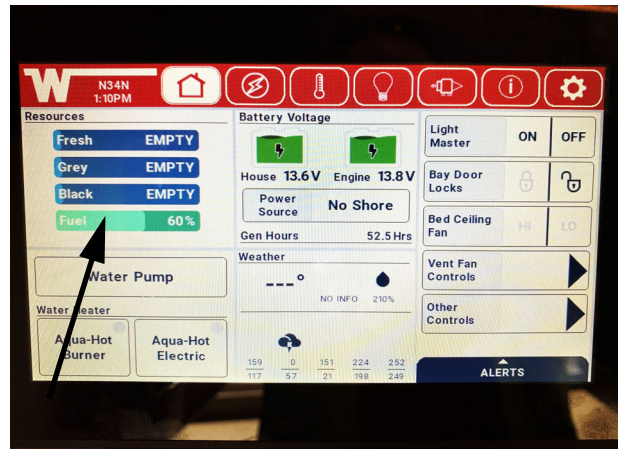 W
N34N
1:10PM
Resources
Fresh EMPTY
Grey EMPTY
Black EMPTY
Fuel 60%
Water Pump
Water Heater
Aqua-Hot
Burner
Aqua-Hot
Electric
Battery Voltage
House 13.6V Engine 13.8V
Power
Source
No Shore
Gen Hours 52.5 Hrs
Weather
---°
NO INFO 210%
159 0 151 224 252
117 57 21 198 249
Light
Master
ON OFF
Bay Door
Locks
Bed Ceiling
Fan
HI LO
Vent Fan
Controls
Other
Controls
ALERTS